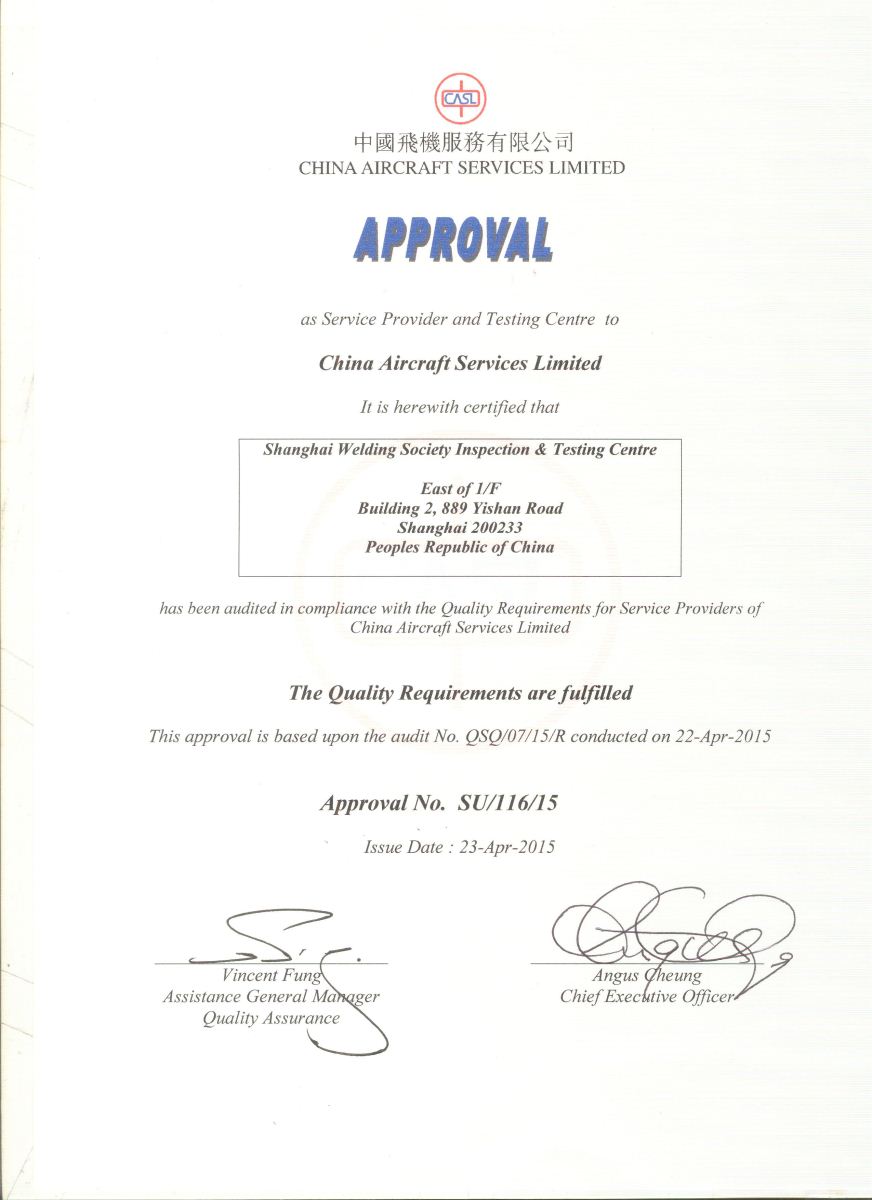 CASL
中國飛機服務有限公司
CHINA AIRCRAFT SERVICES LIMITED
APPROVAL
as Service Provider and Testing Centre to
China Aircraft Services Limited
It is herewith certified that
Shanghai Welding Society Inspection & Testing Centre
East of 1/F
Building 2, 889 Yishan Road
Shanghai 200233
Peoples Republic of China
has been audited in compliance with the Quality Requirements for Service Providers of
China Aircraft Services Limited
The Quality Requirements are fulfilled
This approval is based upon the audit No. QSQ/07/15/R conducted on 22-Apr-2015
Approval No. SU/116/15
Issue Date : 23-Apr-2015
Vincent Fung
Assistance General Manager
Quality Assurance
Angus Cheung
Chief Executive Officer